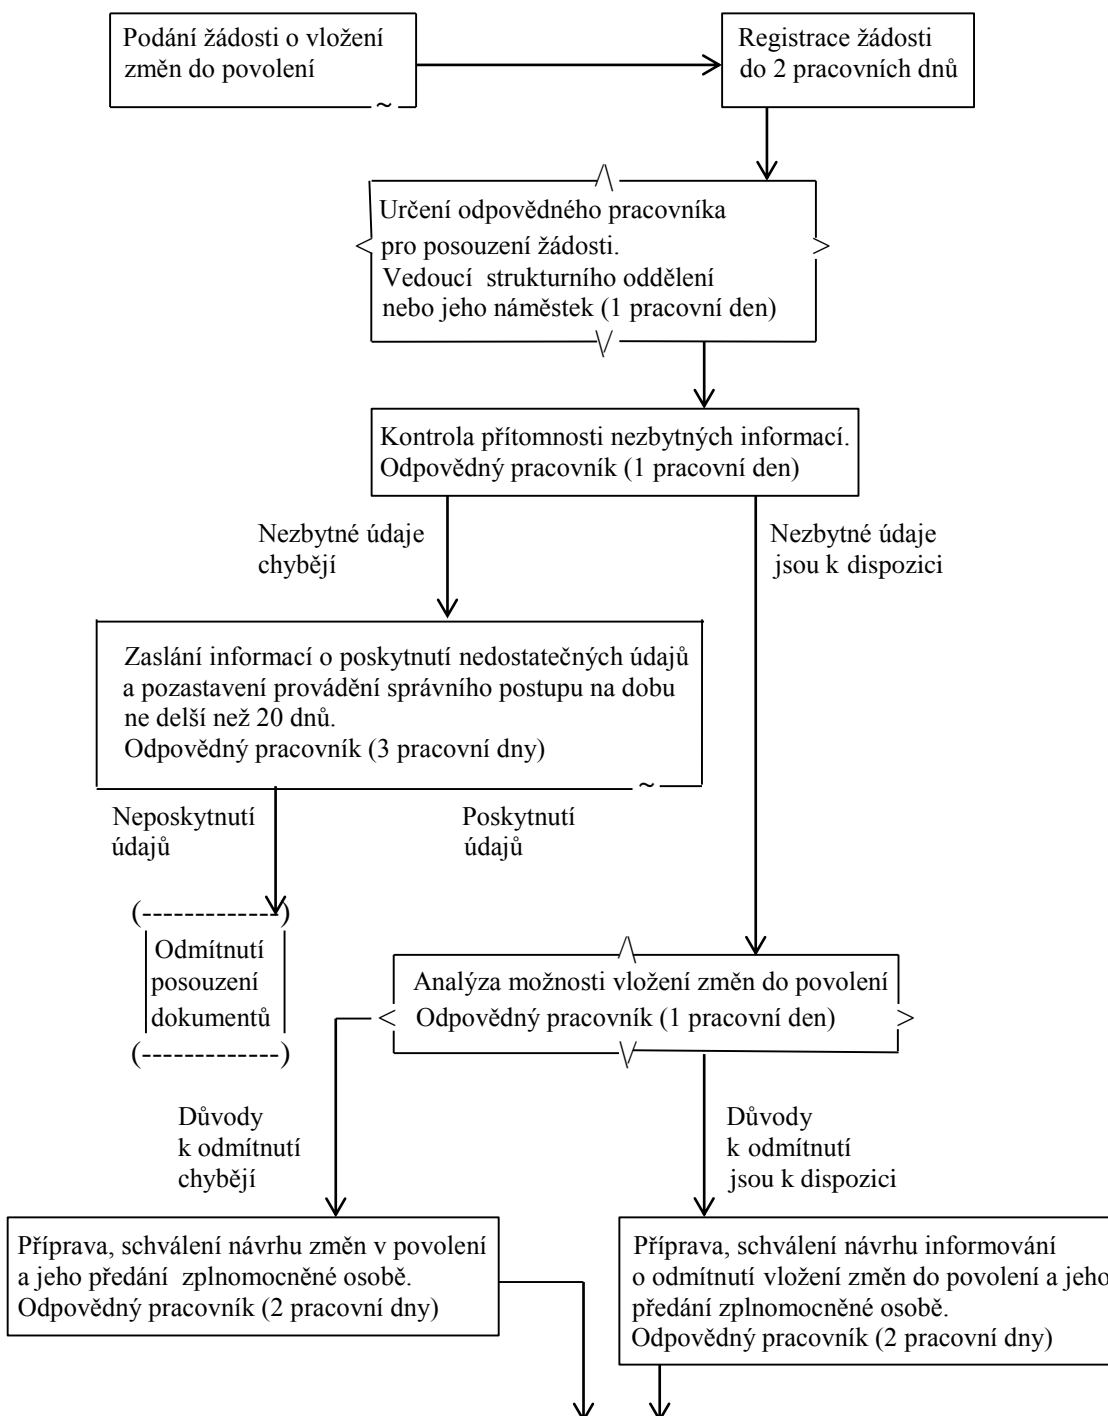 Podání žádosti o vložení
změn do povolení
~
Registrace žádosti
do 2 pracovních dnů
Určení odpovědného pracovníka
pro posouzení žádosti.
Vedoucí strukturního oddělení
nebo jeho náměstek (1 pracovní den)
Kontrola přítomnosti nezbytných informací.
Odpovědný pracovník (1 pracovní den)
Nezbytné údaje
chybějí
Nezbytné údaje
jsou k dispozici
Zaslání informací o poskytnutí nedostatečných údajů
a pozastavení provádění správního postupu na dobu
ne delší než 20 dnů.
Odpovědný pracovník (3 pracovní dny)
~
Neposkytnutí
údajů
Poskytnutí
údajů
(-------------)
Odmítnutí
posouzení
dokumentů
(-------------)
Analýza možnosti vložení změn do povolení
Odpovědný pracovník (1 pracovní den)
Důvody
k odmítnutí
chybějí
Důvody
k odmítnutí
jsou k dispozici
Příprava, schválení návrhu změn v povolení
a jeho předání zplnomocněné osobě.
Odpovědný pracovník (2 pracovní dny)
Příprava, schválení návrhu informování
o odmítnutí vložení změn do povolení a jeho
předání zplnomocněné osobě.
Odpovědný pracovník (2 pracovní dny)